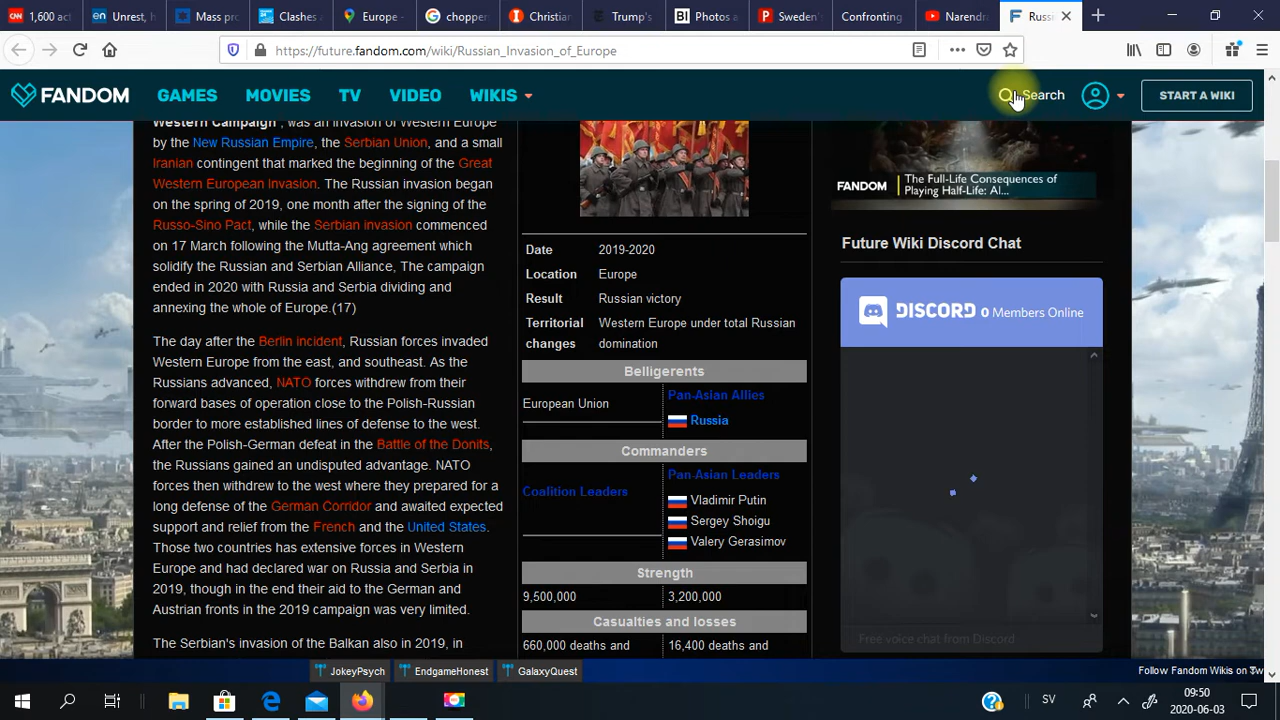 1,600 act
Unrest, h
Mass pro
Clashes
Europe -
chopper
Christian
Trump's
BI
Photos a
Sweden's
Confronting
Narendra
Russi
https://future.fandom.com/wiki/Russian_Invasion_of_Europe
FANDOM
GAMES
MOVIES
TV
VIDEO
WIKIS
Search
START A WIKI
Western Campaign", was an invasion of Western Europe
by the New Russian Empire, the Serbian Union, and a small
Iranian contingent that marked the beginning of the Great
Western European Invasion. The Russian invasion began
on the spring of 2019, one month after the signing of the
Russo-Sino Pact, while the Serbian invasion commenced
on 17 March following the Mutta-Ang agreement which
solidify the Russian and Serbian Alliance, The campaign
ended in 2020 with Russia and Serbia dividing and
annexing the whole of Europe.(17)
The day after the Berlin incident, Russian forces invaded
Western Europe from the east, and southeast. As the
Russians advanced, NATO forces withdrew from their
forward bases of operation close to the Polish-Russian
border to more established lines of defense to the west.
After the Polish-German defeat in the Battle of the Donits,
the Russians gained an undisputed advantage. NATO
forces then withdrew to the west where they prepared for a
long defense of the German Corridor and awaited expected
support and relief from the French and the United States.
Those two countries has extensive forces in Western
Europe and had declared war on Russia and Serbia in
2019, though in the end their aid to the German and
Austrian fronts in the 2019 campaign was very limited.
The Serbian's invasion of the Balkan also in 2019, in
Date 2019-2020
Location Europe
Result Russian victory
Territorial Western Europe under total Russian
changes domination
Belligerents
European Union
Pan-Asian Allies
Russia
Commanders
Coalition Leaders
Pan-Asian Leaders
Vladimir Putin
Sergey Shoigu
Valery Gerasimov
Strength
9,500,000 3,200,000
Casualties and losses
660,000 deaths and 16,400 deaths and
FANDOM
The Full-Life Consequences of
Playing Half-Life: Al...
Future Wiki Discord Chat
DISCORD 0 Members Online
Free voice chat from Discord
JokeyPsych
EndgameHonest
GalaxyQuest
Follow Fandom Wikis on Tw
SV
09:50
2020-06-03